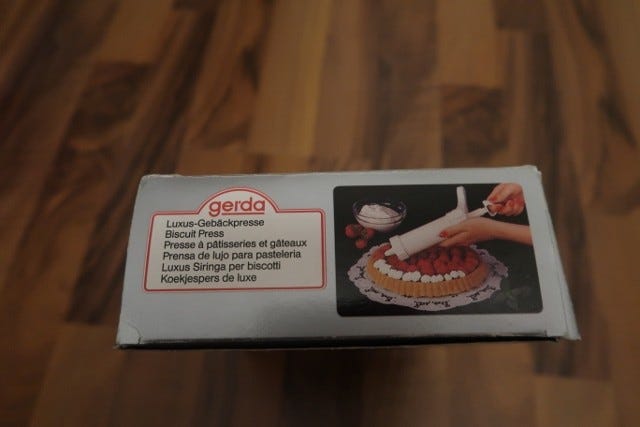 gerda
Luxus-Gebäckpresse
Biscuit Press
Presse à pâtisseries et gâteaux
Prensa de lujo para pasteleria
Luxus Siringa per biscotti
Koekjespers de luxe